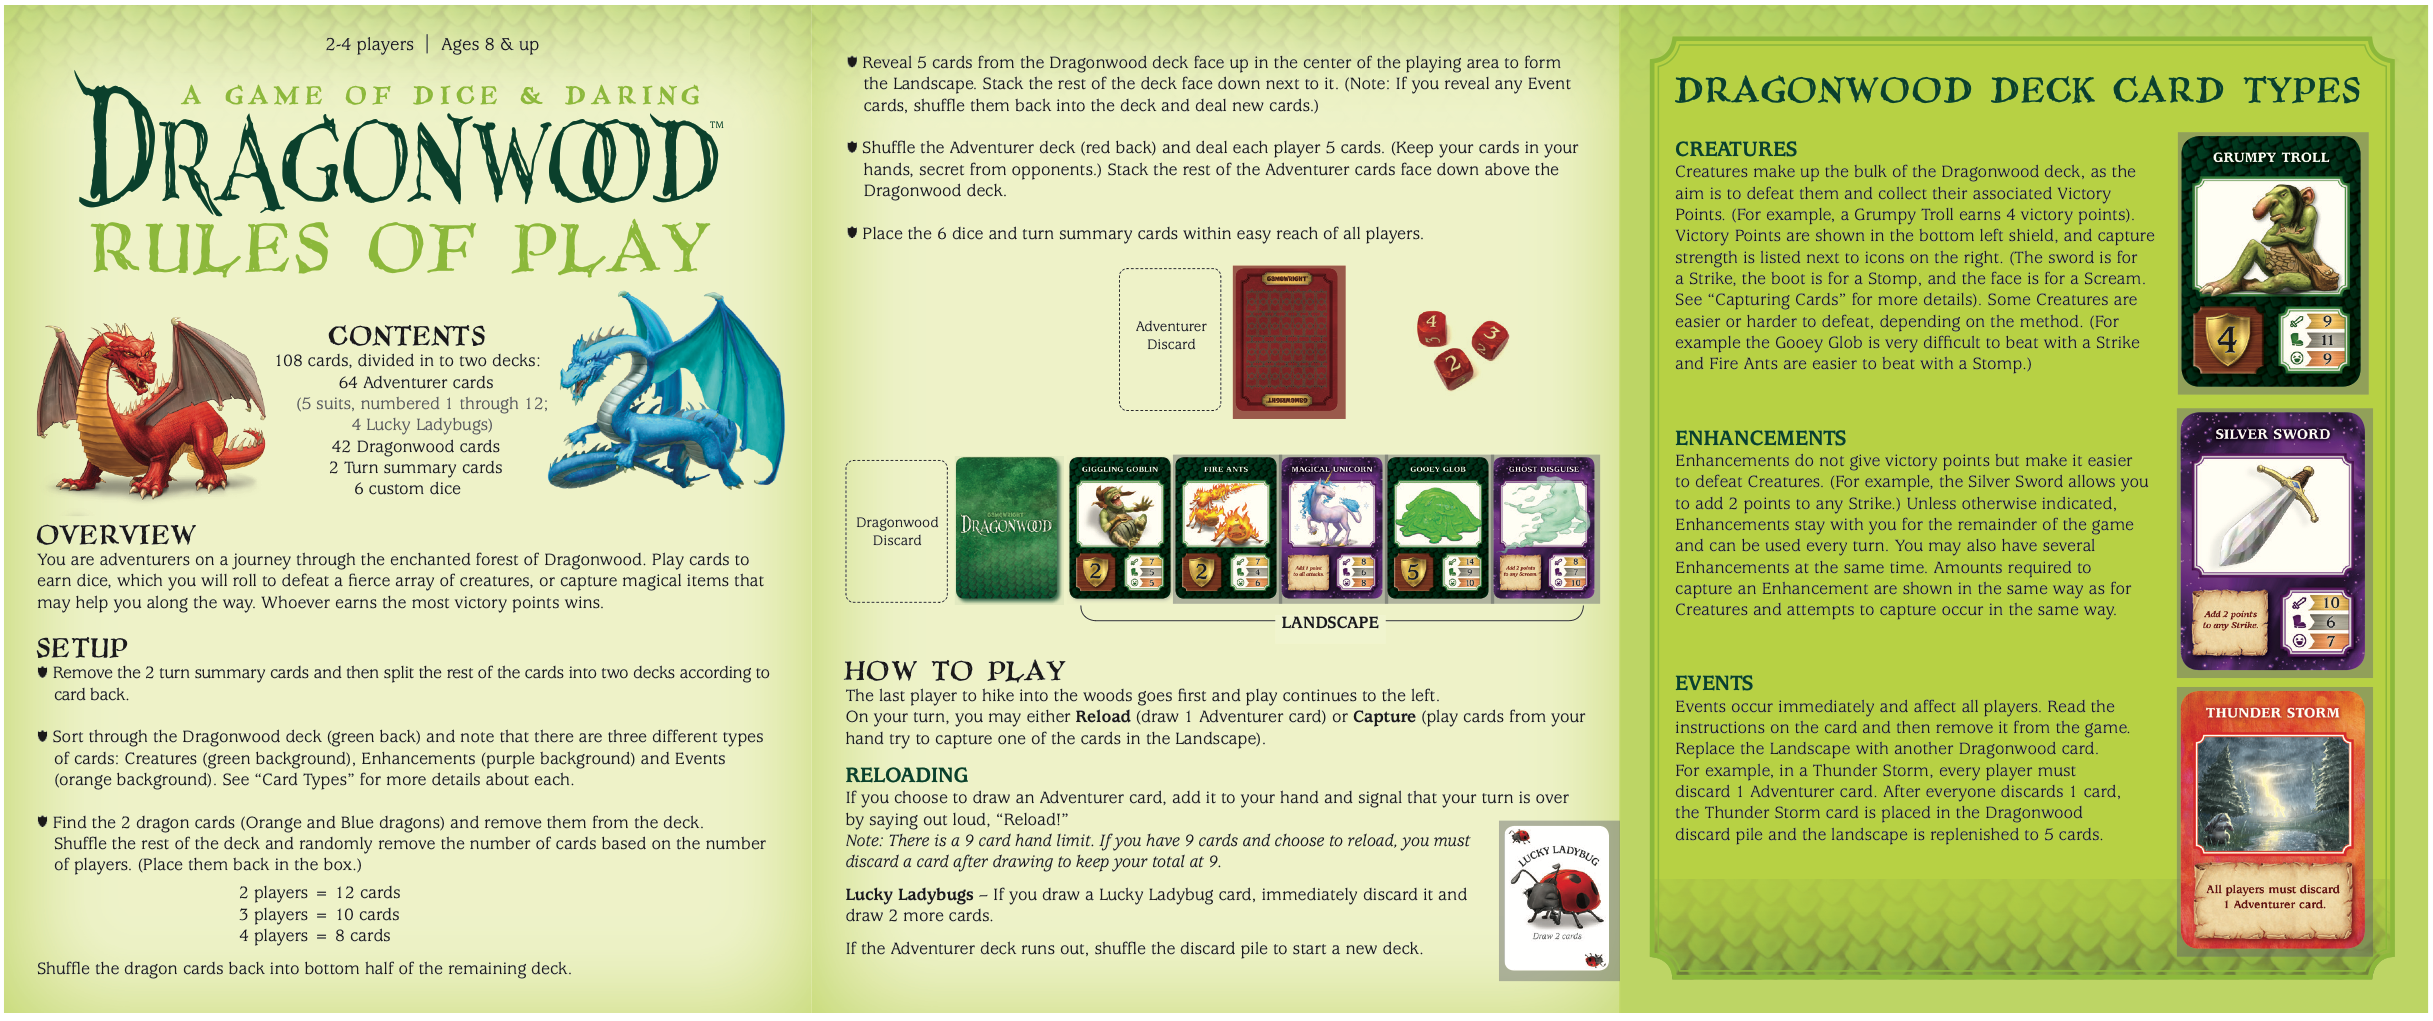 2-4 players | Ages 8 & up
A GAME OF DICE & DARING
DRAGONWOOD™
RULES OF PLAY
CONTENTS
108 cards, divided in to two decks:
64 Adventurer cards
(5 suits, numbered 1 through 12;
4 Lucky Ladybugs)
42 Dragonwood cards
2 Turn summary cards
6 custom dice
OVERVIEW
You are adventurers on a journey through the enchanted forest of Dragonwood. Play cards to
earn dice, which you will roll to defeat a fierce array of creatures, or capture magical items that
may help you along the way. Whoever earns the most victory points wins.
SETUP
Remove the 2 turn summary cards and then split the rest of the cards into two decks according to
card back.
Sort through the Dragonwood deck (green back) and note that there are three different types
of cards: Creatures (green background), Enhancements (purple background) and Events
(orange background). See “Card Types” for more details about each.
Find the 2 dragon cards (Orange and Blue dragons) and remove them from the deck.
Shuffle the rest of the deck and randomly remove the number of cards based on the number
of players. (Place them back in the box.)
2 players = 12 cards
3 players = 10 cards
4 players = 8 cards
Shuffle the dragon cards back into bottom half of the remaining deck.
Reveal 5 cards from the Dragonwood deck face up in the center of the playing area to form
the Landscape. Stack the rest of the deck face down next to it. (Note: If you reveal any Event
cards, shuffle them back into the deck and deal new cards.)
Shuffle the Adventurer deck (red back) and deal each player 5 cards. (Keep your cards in your
hands, secret from opponents.) Stack the rest of the Adventurer cards face down above the
Dragonwood deck.
Place the 6 dice and turn summary cards within easy reach of all players.
Adventurer
Discard
GAMEWRIGHT
GAMEWRIGHT
4
3
2
Dragonwood
Discard
GAMEWRIGHT
DRAGONWOOD
GIGGLING GOBLIN
2
7
5
5
FIRE ANTS
2
7
4
6
MAGICAL UNICORN
Add 1 point
to all attacks.
8
6
8
GOOEY GLOB
5
14
9
10
GHOST DISGUISE
Add 2 points
to any Scream.
8
7
10
LANDSCAPE
HOW TO PLAY
The last player to hike into the woods goes first and play continues to the left.
On your turn, you may either Reload (draw 1 Adventurer card) or Capture (play cards from your
hand try to capture one of the cards in the Landscape).
RELOADING
If you choose to draw an Adventurer card, add it to your hand and signal that your turn is over
by saying out loud, “Reload!”
Note: There is a 9 card hand limit. If you have 9 cards and choose to reload, you must
discard a card after drawing to keep your total at 9.
Lucky Ladybugs – If you draw a Lucky Ladybug card, immediately discard it and
draw 2 more cards.
If the Adventurer deck runs out, shuffle the discard pile to start a new deck.
LUCKY LADYBUG
Draw 2 cards
DRAGONWOOD DECK CARD TYPES
CREATURES
Creatures make up the bulk of the Dragonwood deck, as the
aim is to defeat them and collect their associated Victory
Points. (For example, a Grumpy Troll earns 4 victory points).
Victory Points are shown in the bottom left shield, and capture
strength is listed next to icons on the right. (The sword is for
a Strike, the boot is for a Stomp, and the face is for a Scream.
See “Capturing Cards” for more details). Some Creatures are
easier or harder to defeat, depending on the method. (For
example the Gooey Glob is very difficult to beat with a Strike
and Fire Ants are easier to beat with a Stomp.)
GRUMPY TROLL
4
9
11
9
ENHANCEMENTS
Enhancements do not give victory points but make it easier
to defeat Creatures. (For example, the Silver Sword allows you
to add 2 points to any Strike.) Unless otherwise indicated,
Enhancements stay with you for the remainder of the game
and can be used every turn. You may also have several
Enhancements at the same time. Amounts required to
capture an Enhancement are shown in the same way as for
Creatures and attempts to capture occur in the same way.
SILVER SWORD
Add 2 points
to any Strike.
10
6
7
EVENTS
Events occur immediately and affect all players. Read the
instructions on the card and then remove it from the game.
Replace the Landscape with another Dragonwood card.
For example, in a Thunder Storm, every player must
discard 1 Adventurer card. After everyone discards 1 card,
the Thunder Storm card is placed in the Dragonwood
discard pile and the landscape is replenished to 5 cards.
THUNDER STORM
All players must discard
1 Adventurer card.